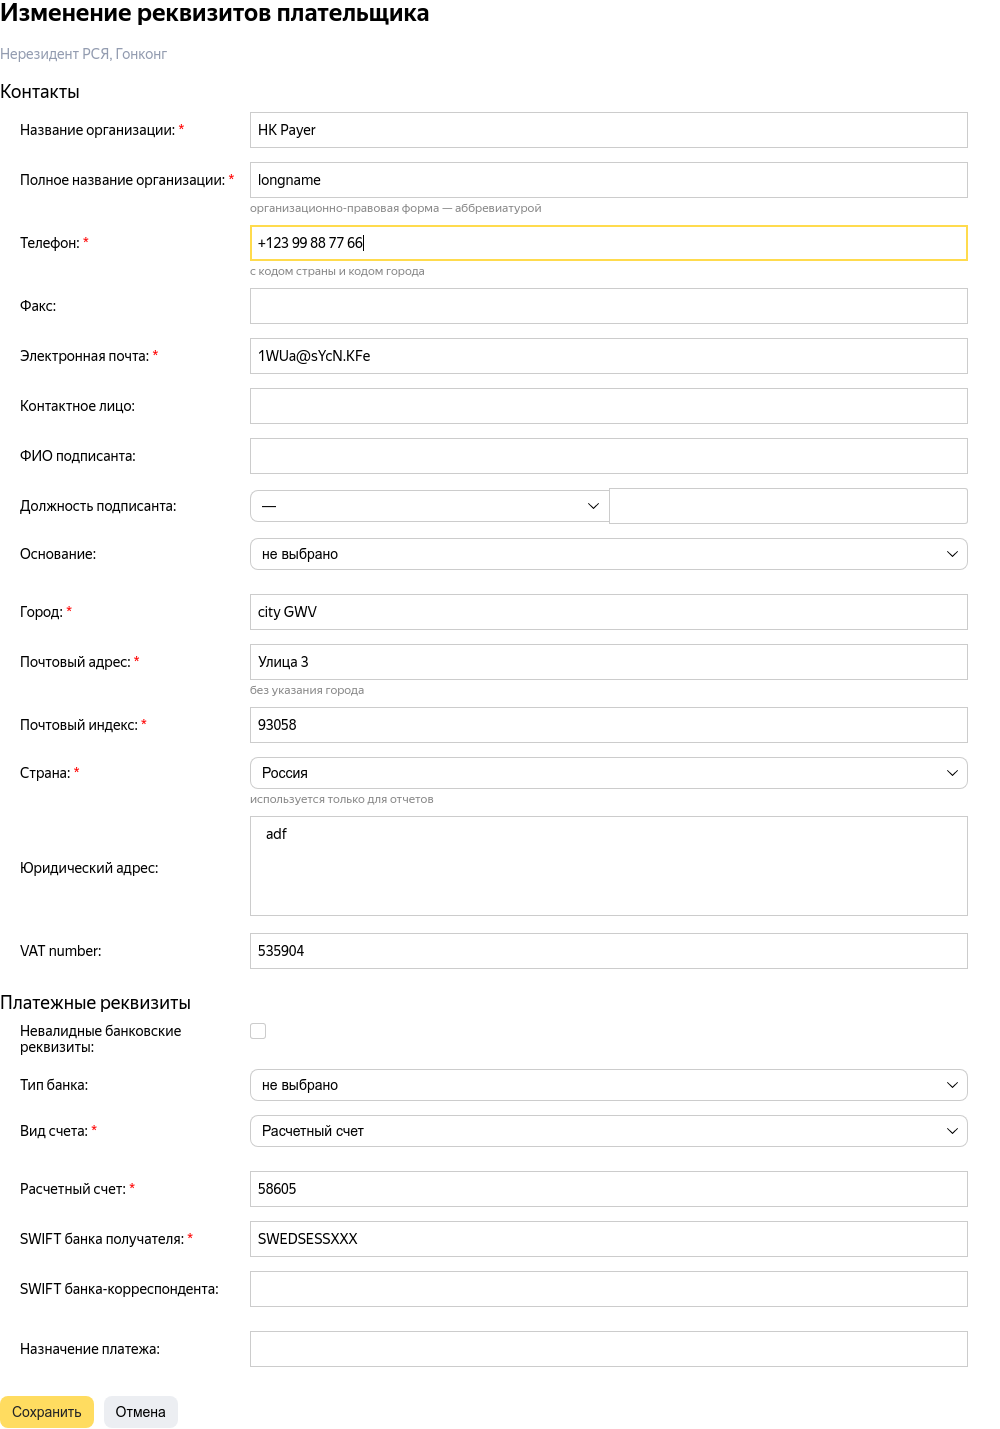 Изменение реквизитов плательщика
Нерезидент РСЯ, Гонконг
Контакты
Название организации: * HK Payer
Полное название организации: * longname
организационно-правовая форма — аббревиатурой
Телефон: * +123 99 88 77 66
с кодом страны и кодом города
Факс:
Электронная почта: * 1WUa@sYcN.KFe
Контактное лицо:
ФИО подписанта:
Должность подписанта: —
Основание: не выбрано
Город: * city GWV
Почтовый адрес: * Улица 3
без указания города
Почтовый индекс: * 93058
Страна: * Россия
используется только для отчетов
Юридический адрес: adf
VAT number: 535904
Платежные реквизиты
Невалидные банковские
реквизиты:
Тип банка: не выбрано
Вид счета: * Расчетный счет
Расчетный счет: * 58605
SWIFT банка получателя: * SWEDSESSXXX
SWIFT банка-корреспондента:
Назначение платежа:
Сохранить Отмена